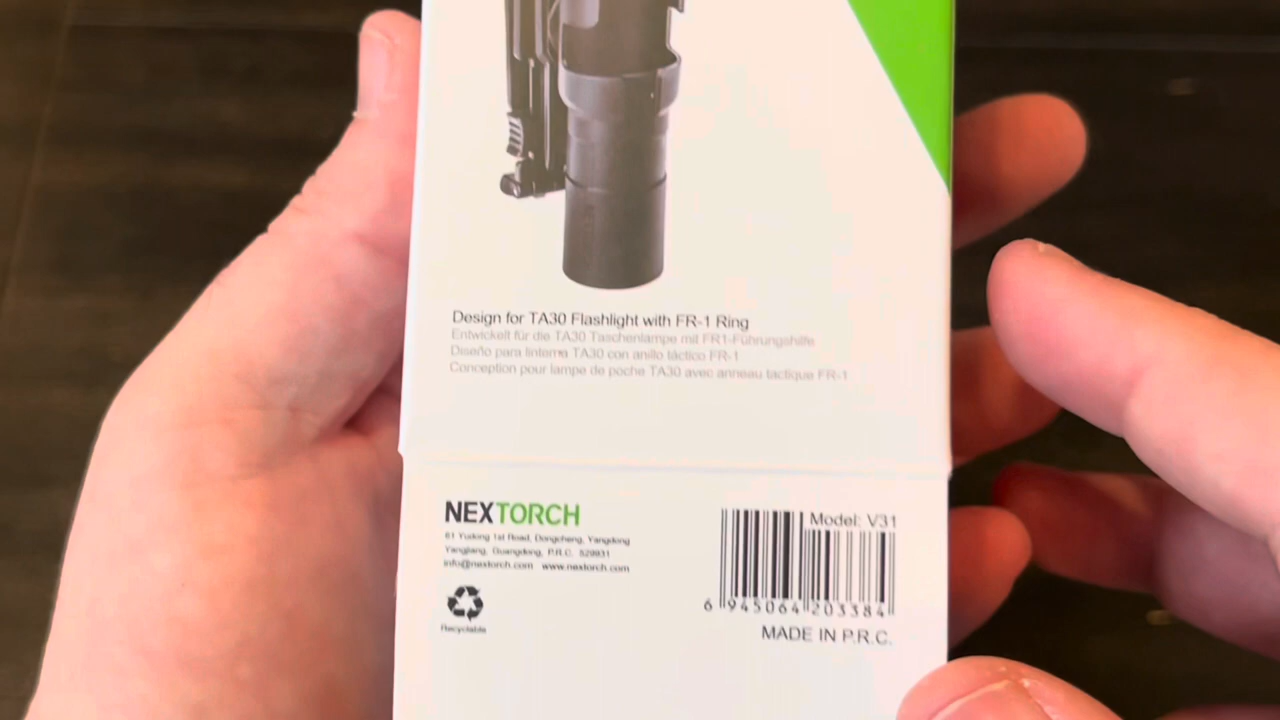 Design for TA30 Flashlight with FR-1 Ring
Entwickelt für die TA30 Taschenlampe mit FR1-Führungshilfe
Diseño para linterna TA30 con anillo táctico FR-1
Conception pour lampe de poche TA30 avec anneau tactique FR-1
NEXTORCH
61 Yuxing 1st Road, Dongcheng, Yangdong
Yangjiang, Guangdong, P.R.C. 529931
info@nextorch.com www.nextorch.com
Recyclable
Model: V31
6 945064 203384
MADE IN P.R.C.